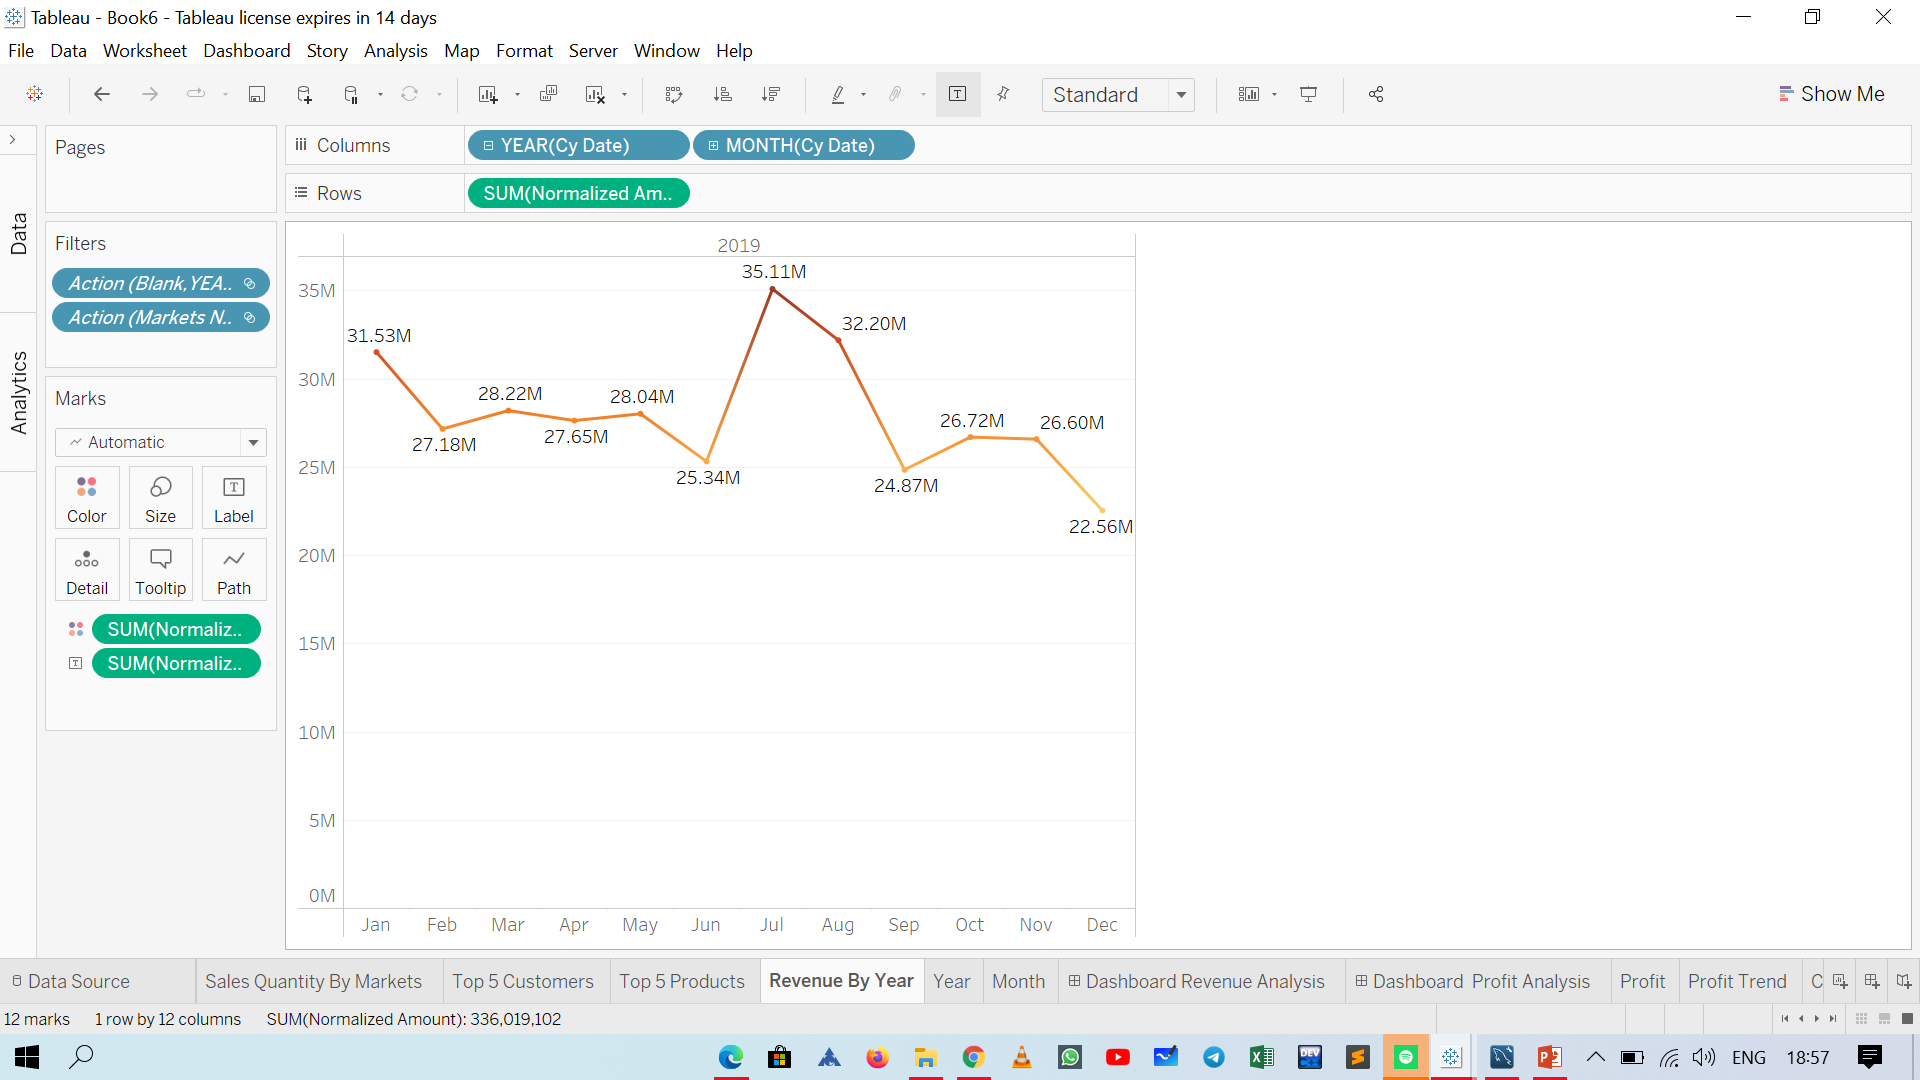 Tableau - Book6 - Tableau license expires in 14 days
File Data Worksheet Dashboard Story Analysis Map Format Server Window Help
Standard
Show Me
Pages
Columns
YEAR(Cy Date)
MONTH(Cy Date)
Rows
SUM(Normalized Am..
Data
Analytics
Filters
Action (Blank,YEA..
Action (Markets N..
Marks
Automatic
Color Size Label
Detail Tooltip Path
SUM(Normaliz..
SUM(Normaliz..
2019
35.11M
35M
31.53M
32.20M
30M
28.22M
28.04M
27.18M
27.65M
26.72M
26.60M
25M
25.34M
24.87M
22.56M
20M
15M
10M
5M
0M
Jan Feb Mar Apr May Jun Jul Aug Sep Oct Nov Dec
Data Source Sales Quantity By Markets Top 5 Customers Top 5 Products Revenue By Year Year Month Dashboard Revenue Analysis Dashboard Profit Analysis Profit Profit Trend C
12 marks 1 row by 12 columns SUM(Normalized Amount): 336,019,102
DEV
ENG 18:57